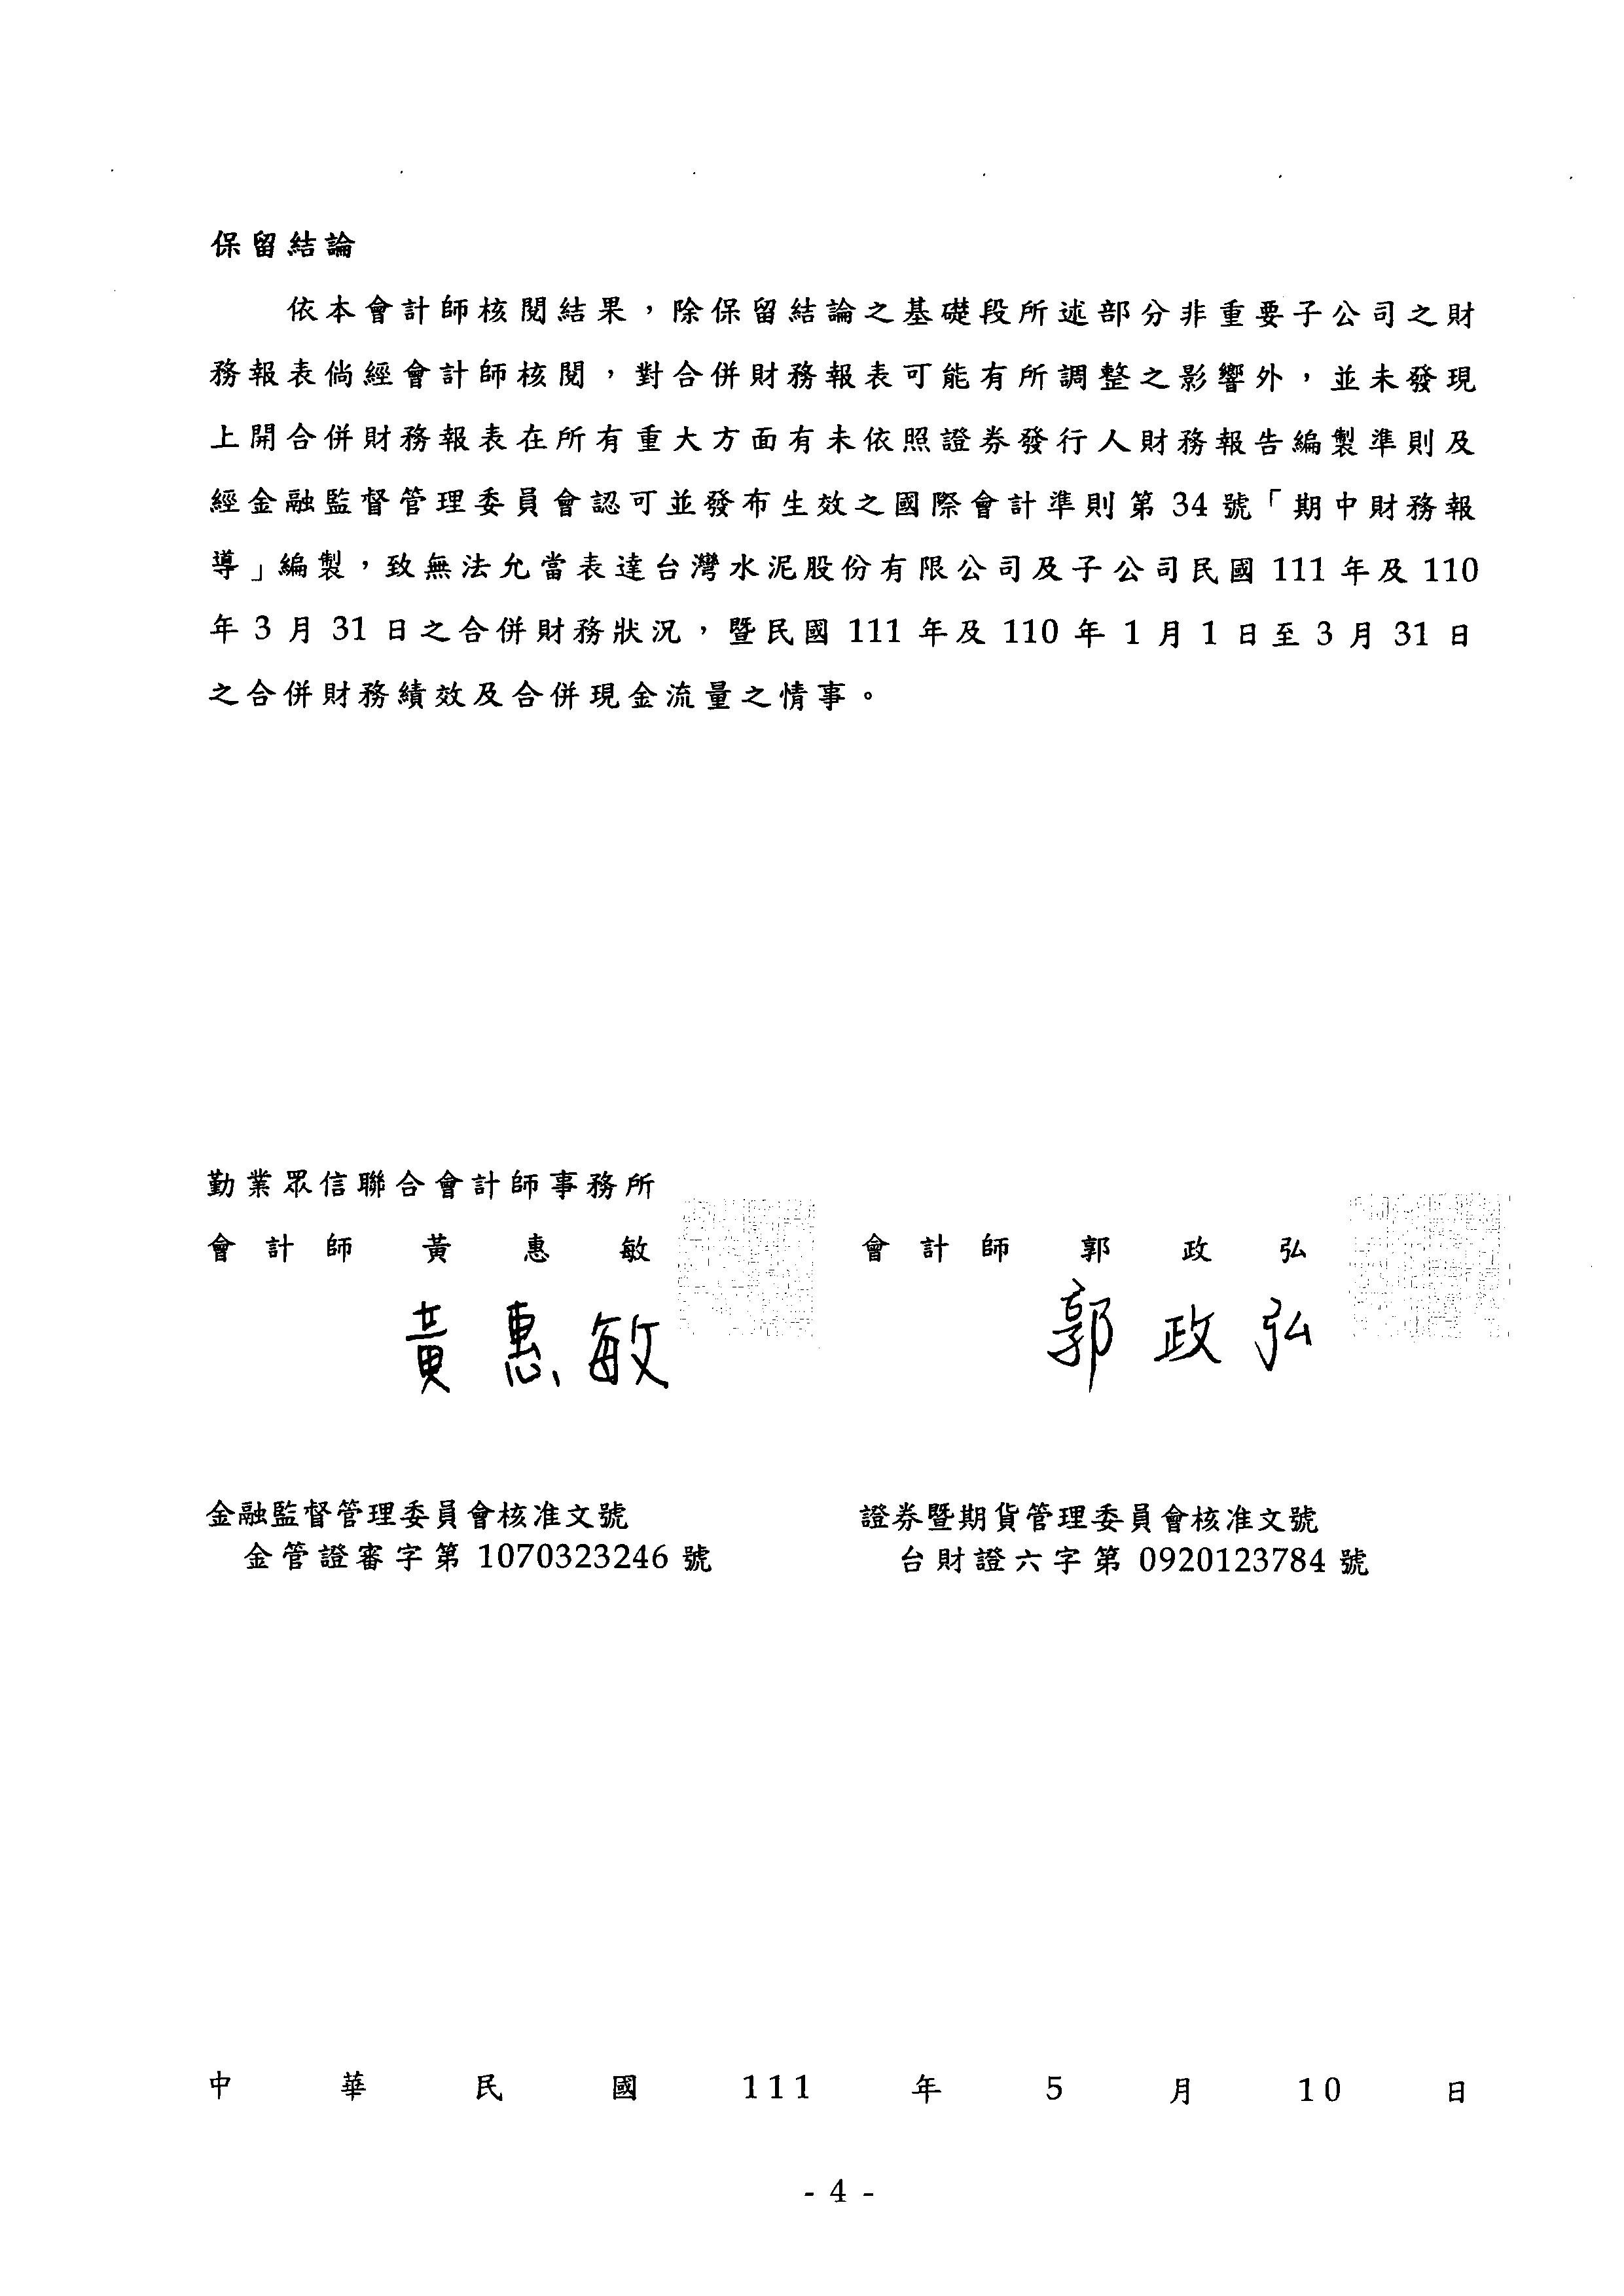 保留結論
依本會計師核閱結果，除保留結論之基礎段所述部分非重要子公司之財
務報表倘經會計師核閱，對合併財務報表可能有所調整之影響外，並未發現
上開合併財務報表在所有重大方面有未依照證券發行人財務報告編製準則及
經金融監督管理委員會認可並發布生效之國際會計準則第 34 號「期中財務報
導」編製，致無法允當表達台灣水泥股份有限公司及子公司民國 111 年及 110
年 3 月 31 日之合併財務狀況，暨民國 111 年及 110 年 1 月 1 日至 3 月 31 日
之合併財務績效及合併現金流量之情事。
勤業眾信聯合會計師事務所
會計師 黃惠敏 會計師 郭政弘
黃惠敏 郭政弘
金融監督管理委員會核准文號 證券暨期貨管理委員會核准文號
金管證審字第 1070323246 號 台財證六字第 0920123784 號
中華民國 111 年 5 月 10 日
- 4 -